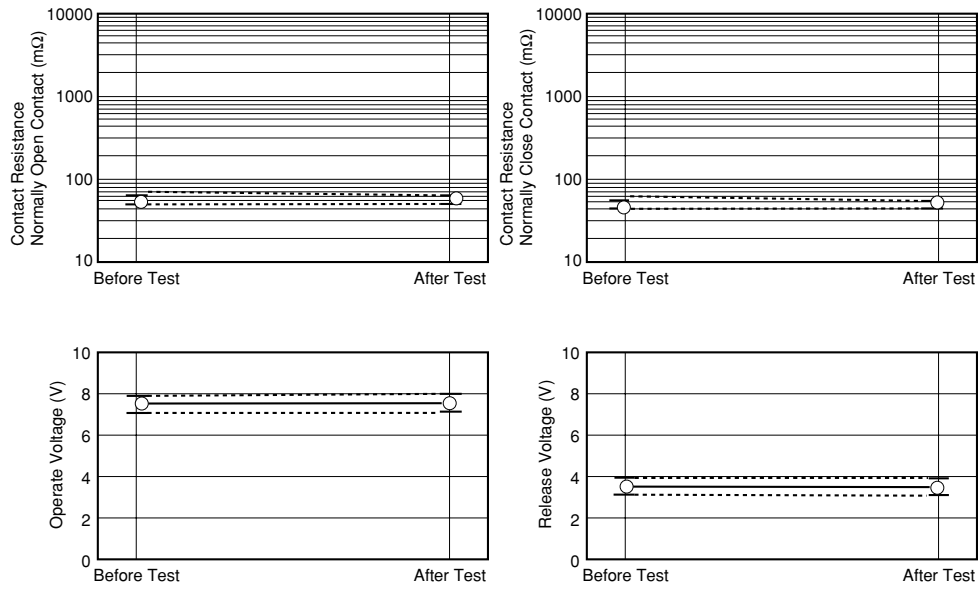 Contact Resistance
Normally Open Contact (mΩ)
10000
1000
100
10
Before Test
After Test
Contact Resistance
Normally Close Contact (mΩ)
10000
1000
100
10
Before Test
After Test
Operate Voltage (V)
10
8
6
4
2
0
Before Test
After Test
Release Voltage (V)
10
8
6
4
2
0
Before Test
After Test